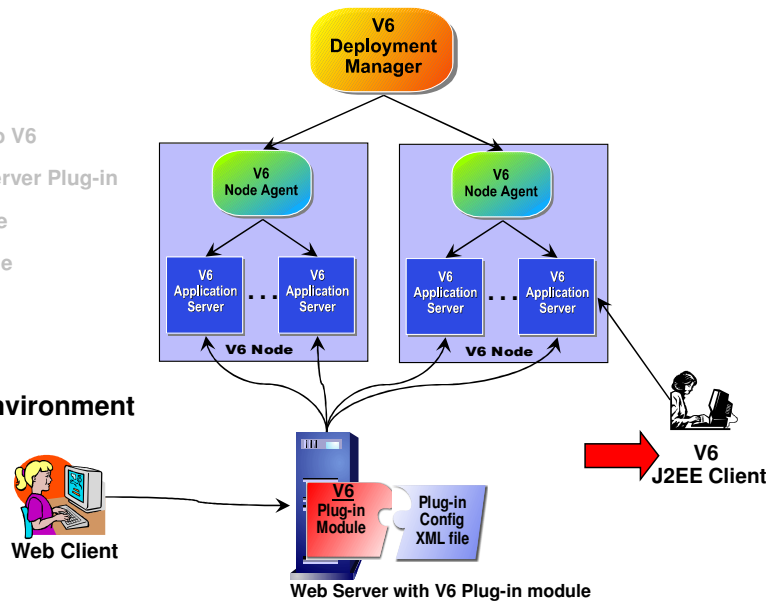 V6
Deployment
Manager
V6
erver Plug-in
e
e
V6
Node Agent
V6
Node Agent
V6
Application
Server
...
V6
Application
Server
V6 Node
V6
Application
Server
...
V6
Application
Server
V6 Node
nvironment
V6
J2EE Client
Web Client
V6
Plug-in
Module
Plug-in
Config
XML file
Web Server with V6 Plug-in module